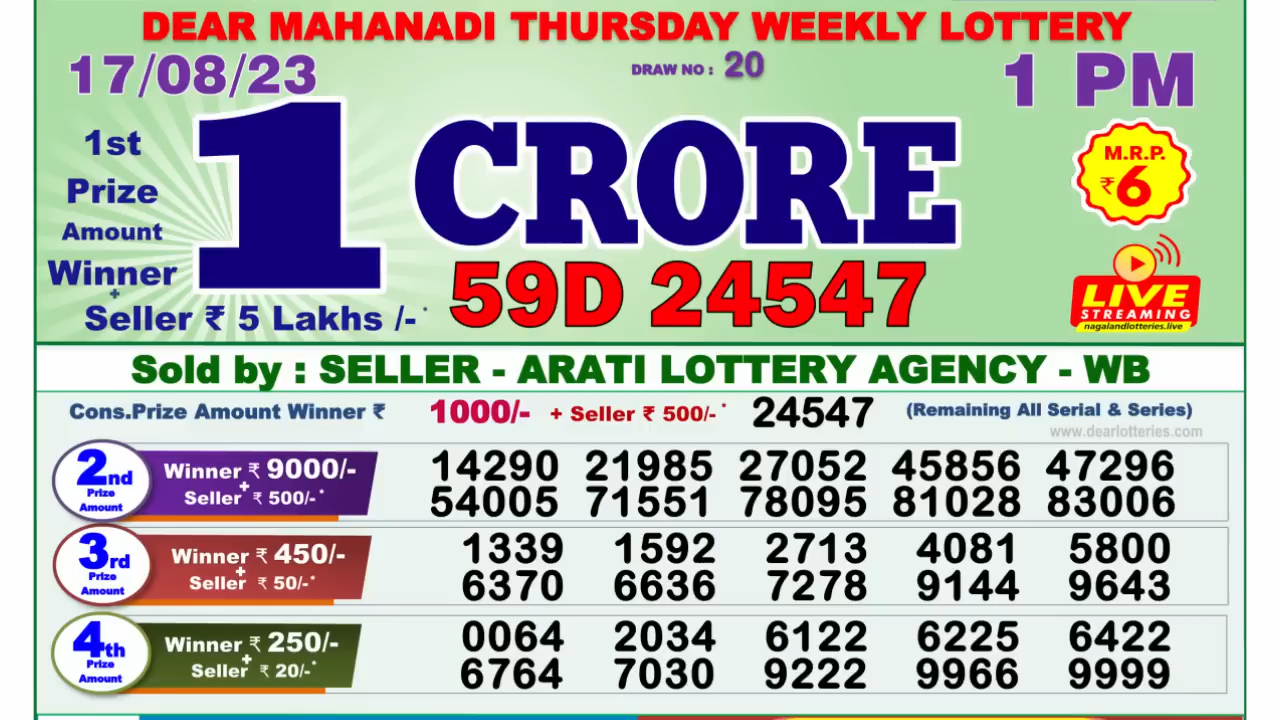 DEAR MAHANADI THURSDAY WEEKLY LOTTERY
17/08/23
DRAW NO : 20
1 PM
1st
Prize
Amount
Winner
+
Seller ₹ 5 Lakhs /-*
1 CRORE
59D 24547
M.R.P.
₹6
LIVE
STREAMING
nagalandlotteries.live
Sold by : SELLER - ARATI LOTTERY AGENCY - WB
Cons.Prize Amount Winner ₹ 1000/- + Seller ₹ 500/-* 24547 (Remaining All Serial & Series)
www.dearlotteries.com
2nd
Prize
Amount
Winner ₹ 9000/-
+
Seller ₹ 500/-*
14290 21985 27052 45856 47296
54005 71551 78095 81028 83006
3rd
Prize
Amount
Winner ₹ 450/-
+
Seller ₹ 50/-*
1339 1592 2713 4081 5800
6370 6636 7278 9144 9643
4th
Prize
Amount
Winner ₹ 250/-
+
Seller ₹ 20/-*
0064 2034 6122 6225 6422
6764 7030 9222 9966 9999